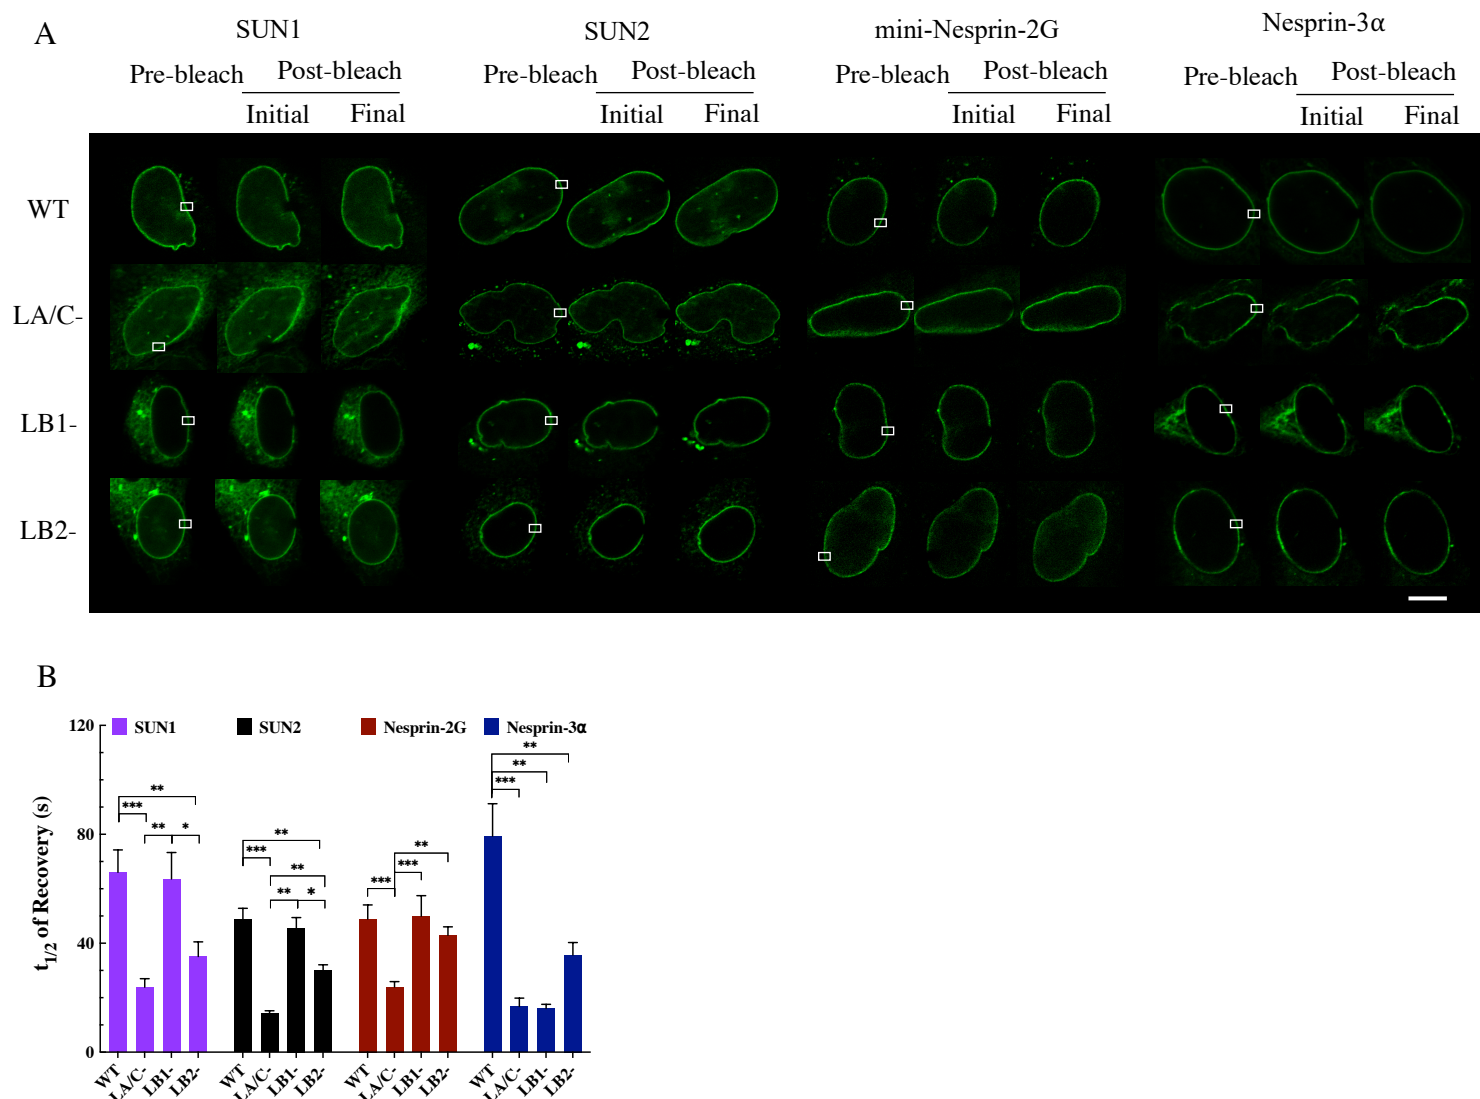 A
SUN1 SUN2 mini-Nesprin-2G Nesprin-3α
Pre-bleach Post-bleach Pre-bleach Post-bleach Pre-bleach Post-bleach Pre-bleach Post-bleach
Initial Final Initial Final Initial Final Initial Final
WT
LA/C-
LB1-
LB2-
B
SUN1 SUN2 Nesprin-2G Nesprin-3α
t1/2 of Recovery (s)
120
80
40
0
** *** ** *
** *** ** ** *
** *** ***
** ** ***
WT LA/C- LB1- LB2- WT LA/C- LB1- LB2- WT LA/C- LB1- LB2- WT LA/C- LB1- LB2-